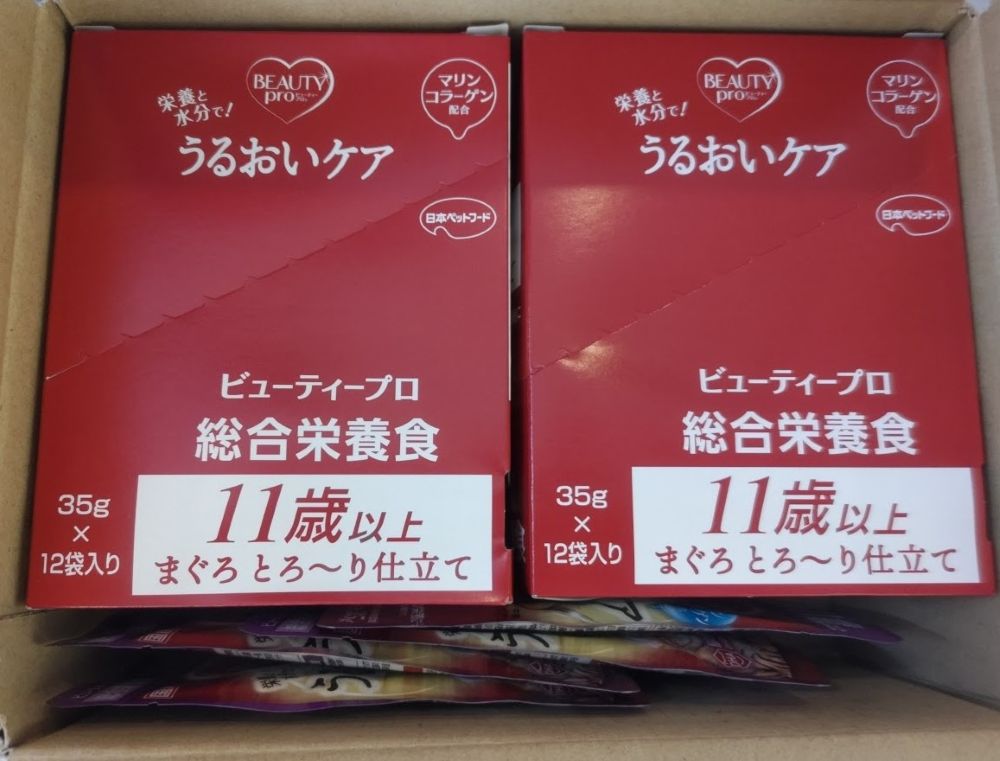 BEAUTY
pro
栄養と
水分で!
マリン
コラーゲン
配合
うるおいケア
日本ペットフード
ビューティープロ
総合栄養食
35g
×
12袋入り
11歳以上
まぐろ とろ〜り仕立て
BEAUTY
pro
栄養と
水分で!
マリン
コラーゲン
配合
うるおいケア
日本ペットフード
ビューティープロ
総合栄養食
35g
×
12袋入り
11歳以上
まぐろ とろ〜り仕立て